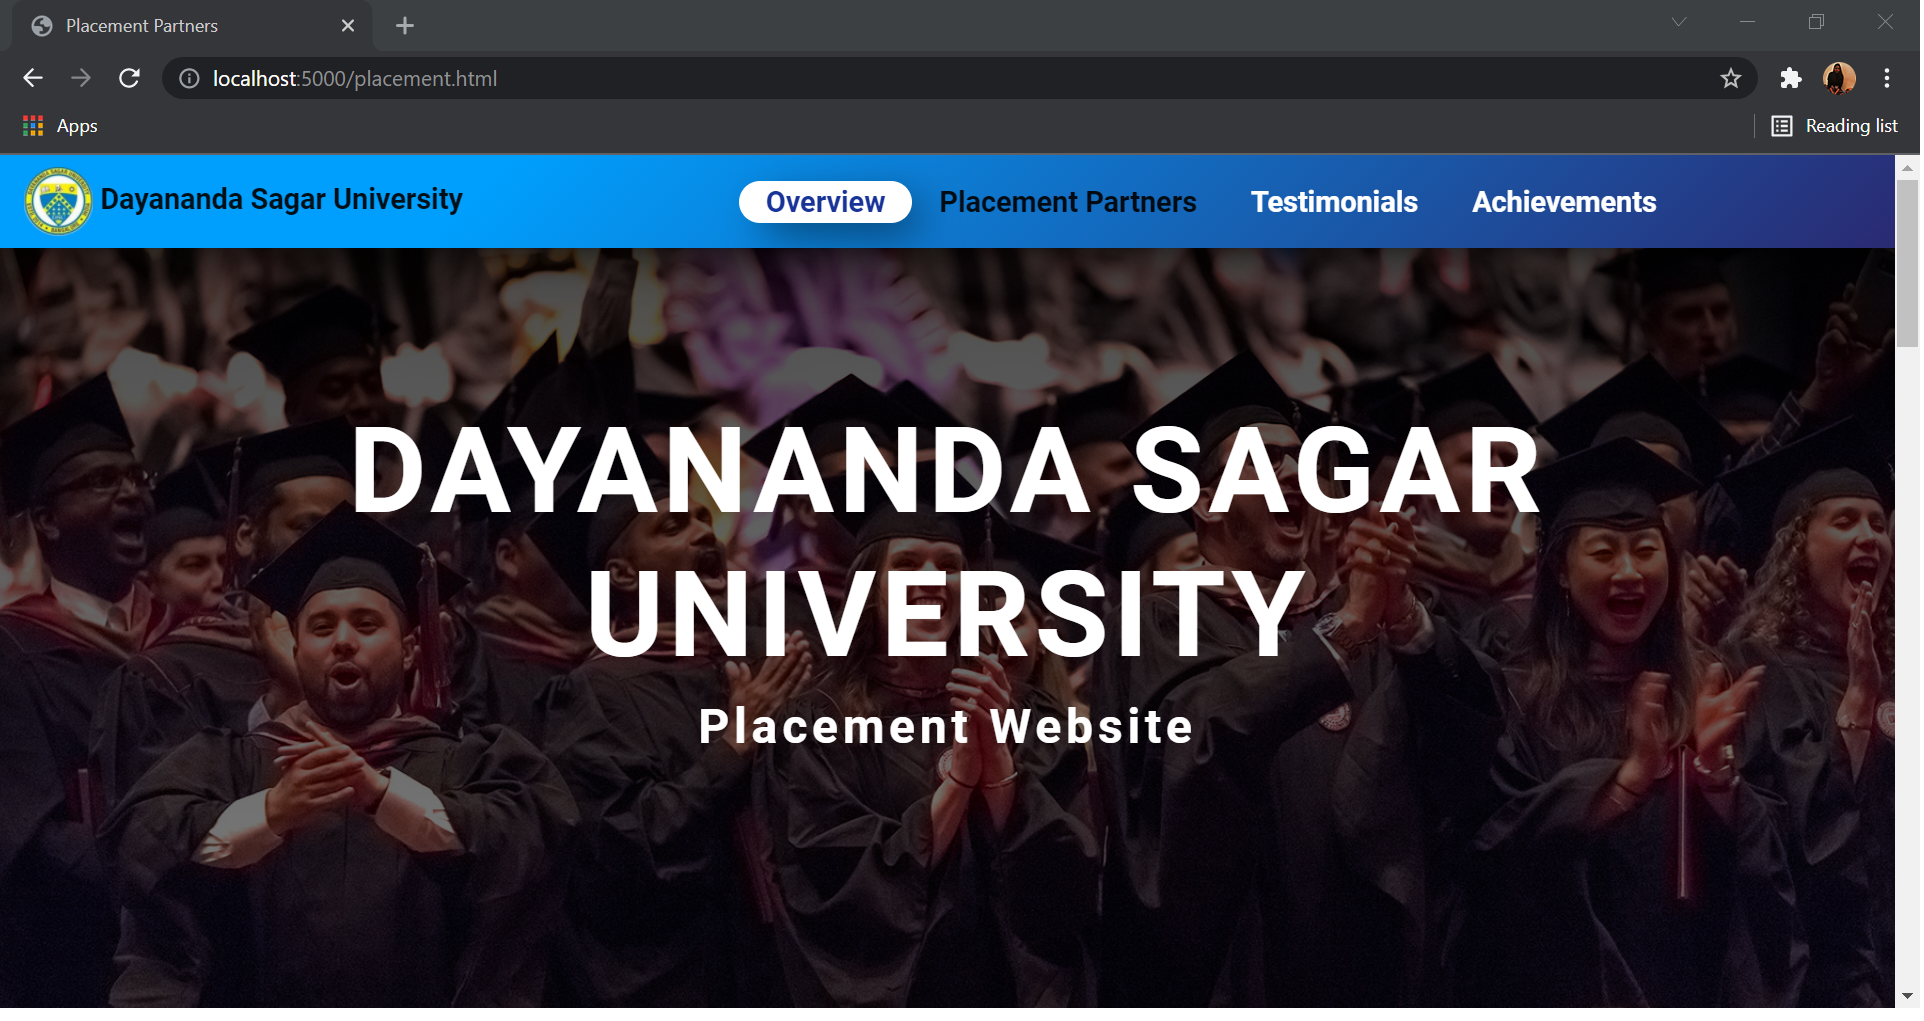 Placement Partners
localhost:5000/placement.html
Apps
Reading list
Dayananda Sagar University
Overview
Placement Partners
Testimonials
Achievements
DAYANANDA SAGAR
UNIVERSITY
Placement Website